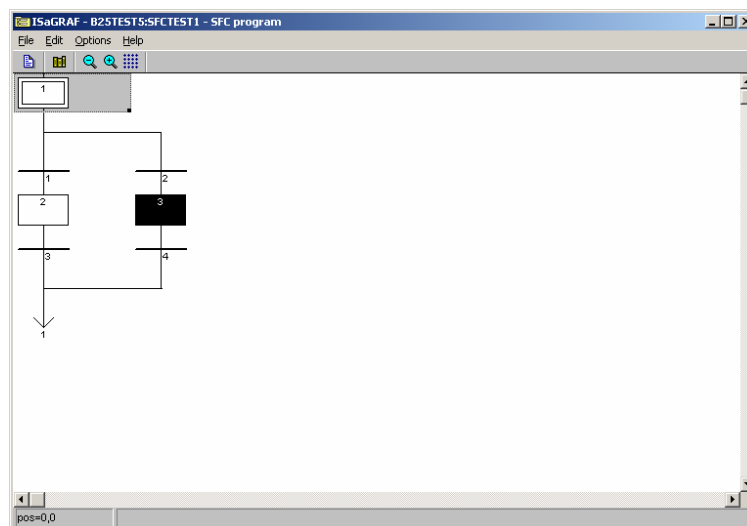 ISaGRAF - B25TEST5:SFCTEST1 - SFC program
File Edit Options Help
1
1 2
2 3
3 4
1
pos=0,0